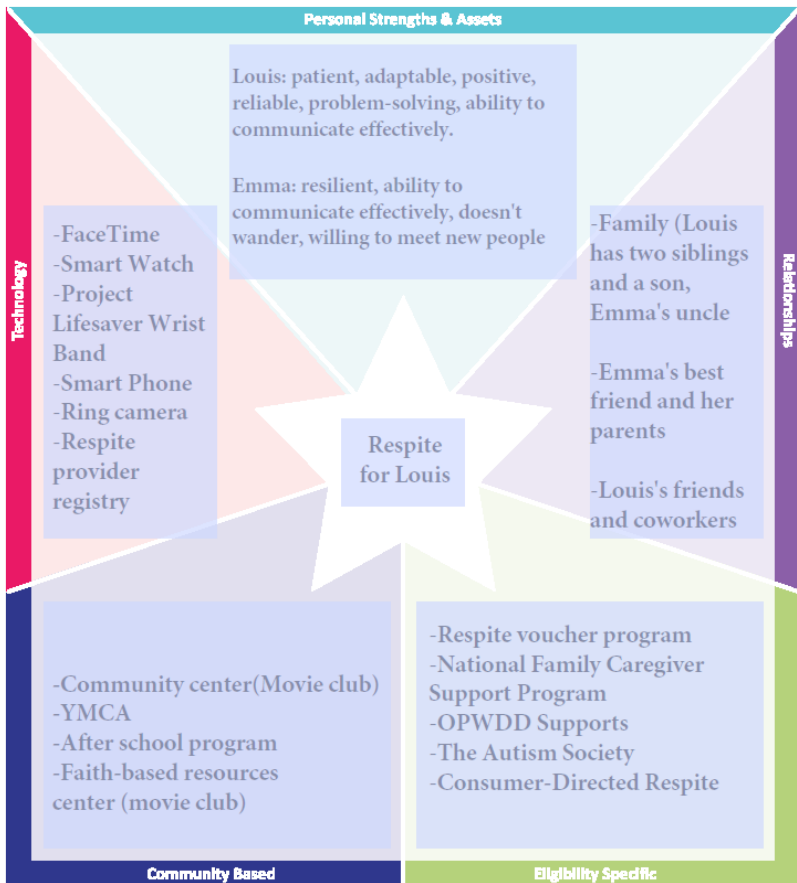 Personal Strengths & Assets
Louis: patient, adaptable, positive,
reliable, problem-solving, ability to
communicate effectively.
Emma: resilient, ability to
communicate effectively, doesn't
wander, willing to meet new people
Technology
-FaceTime
-Smart Watch
-Project
Lifesaver Wrist
Band
-Smart Phone
-Ring camera
-Respite
provider
registry
Respite
for Louis
Relationships
-Family (Louis
has two siblings
and a son,
Emma's uncle
-Emma's best
friend and her
parents
-Louis's friends
and coworkers
-Community center(Movie club)
-YMCA
-After school program
-Faith-based resources
center (movie club)
Community Based
-Respite voucher program
-National Family Caregiver
Support Program
-OPWDD Supports
-The Autism Society
-Consumer-Directed Respite
Eligibility Specific